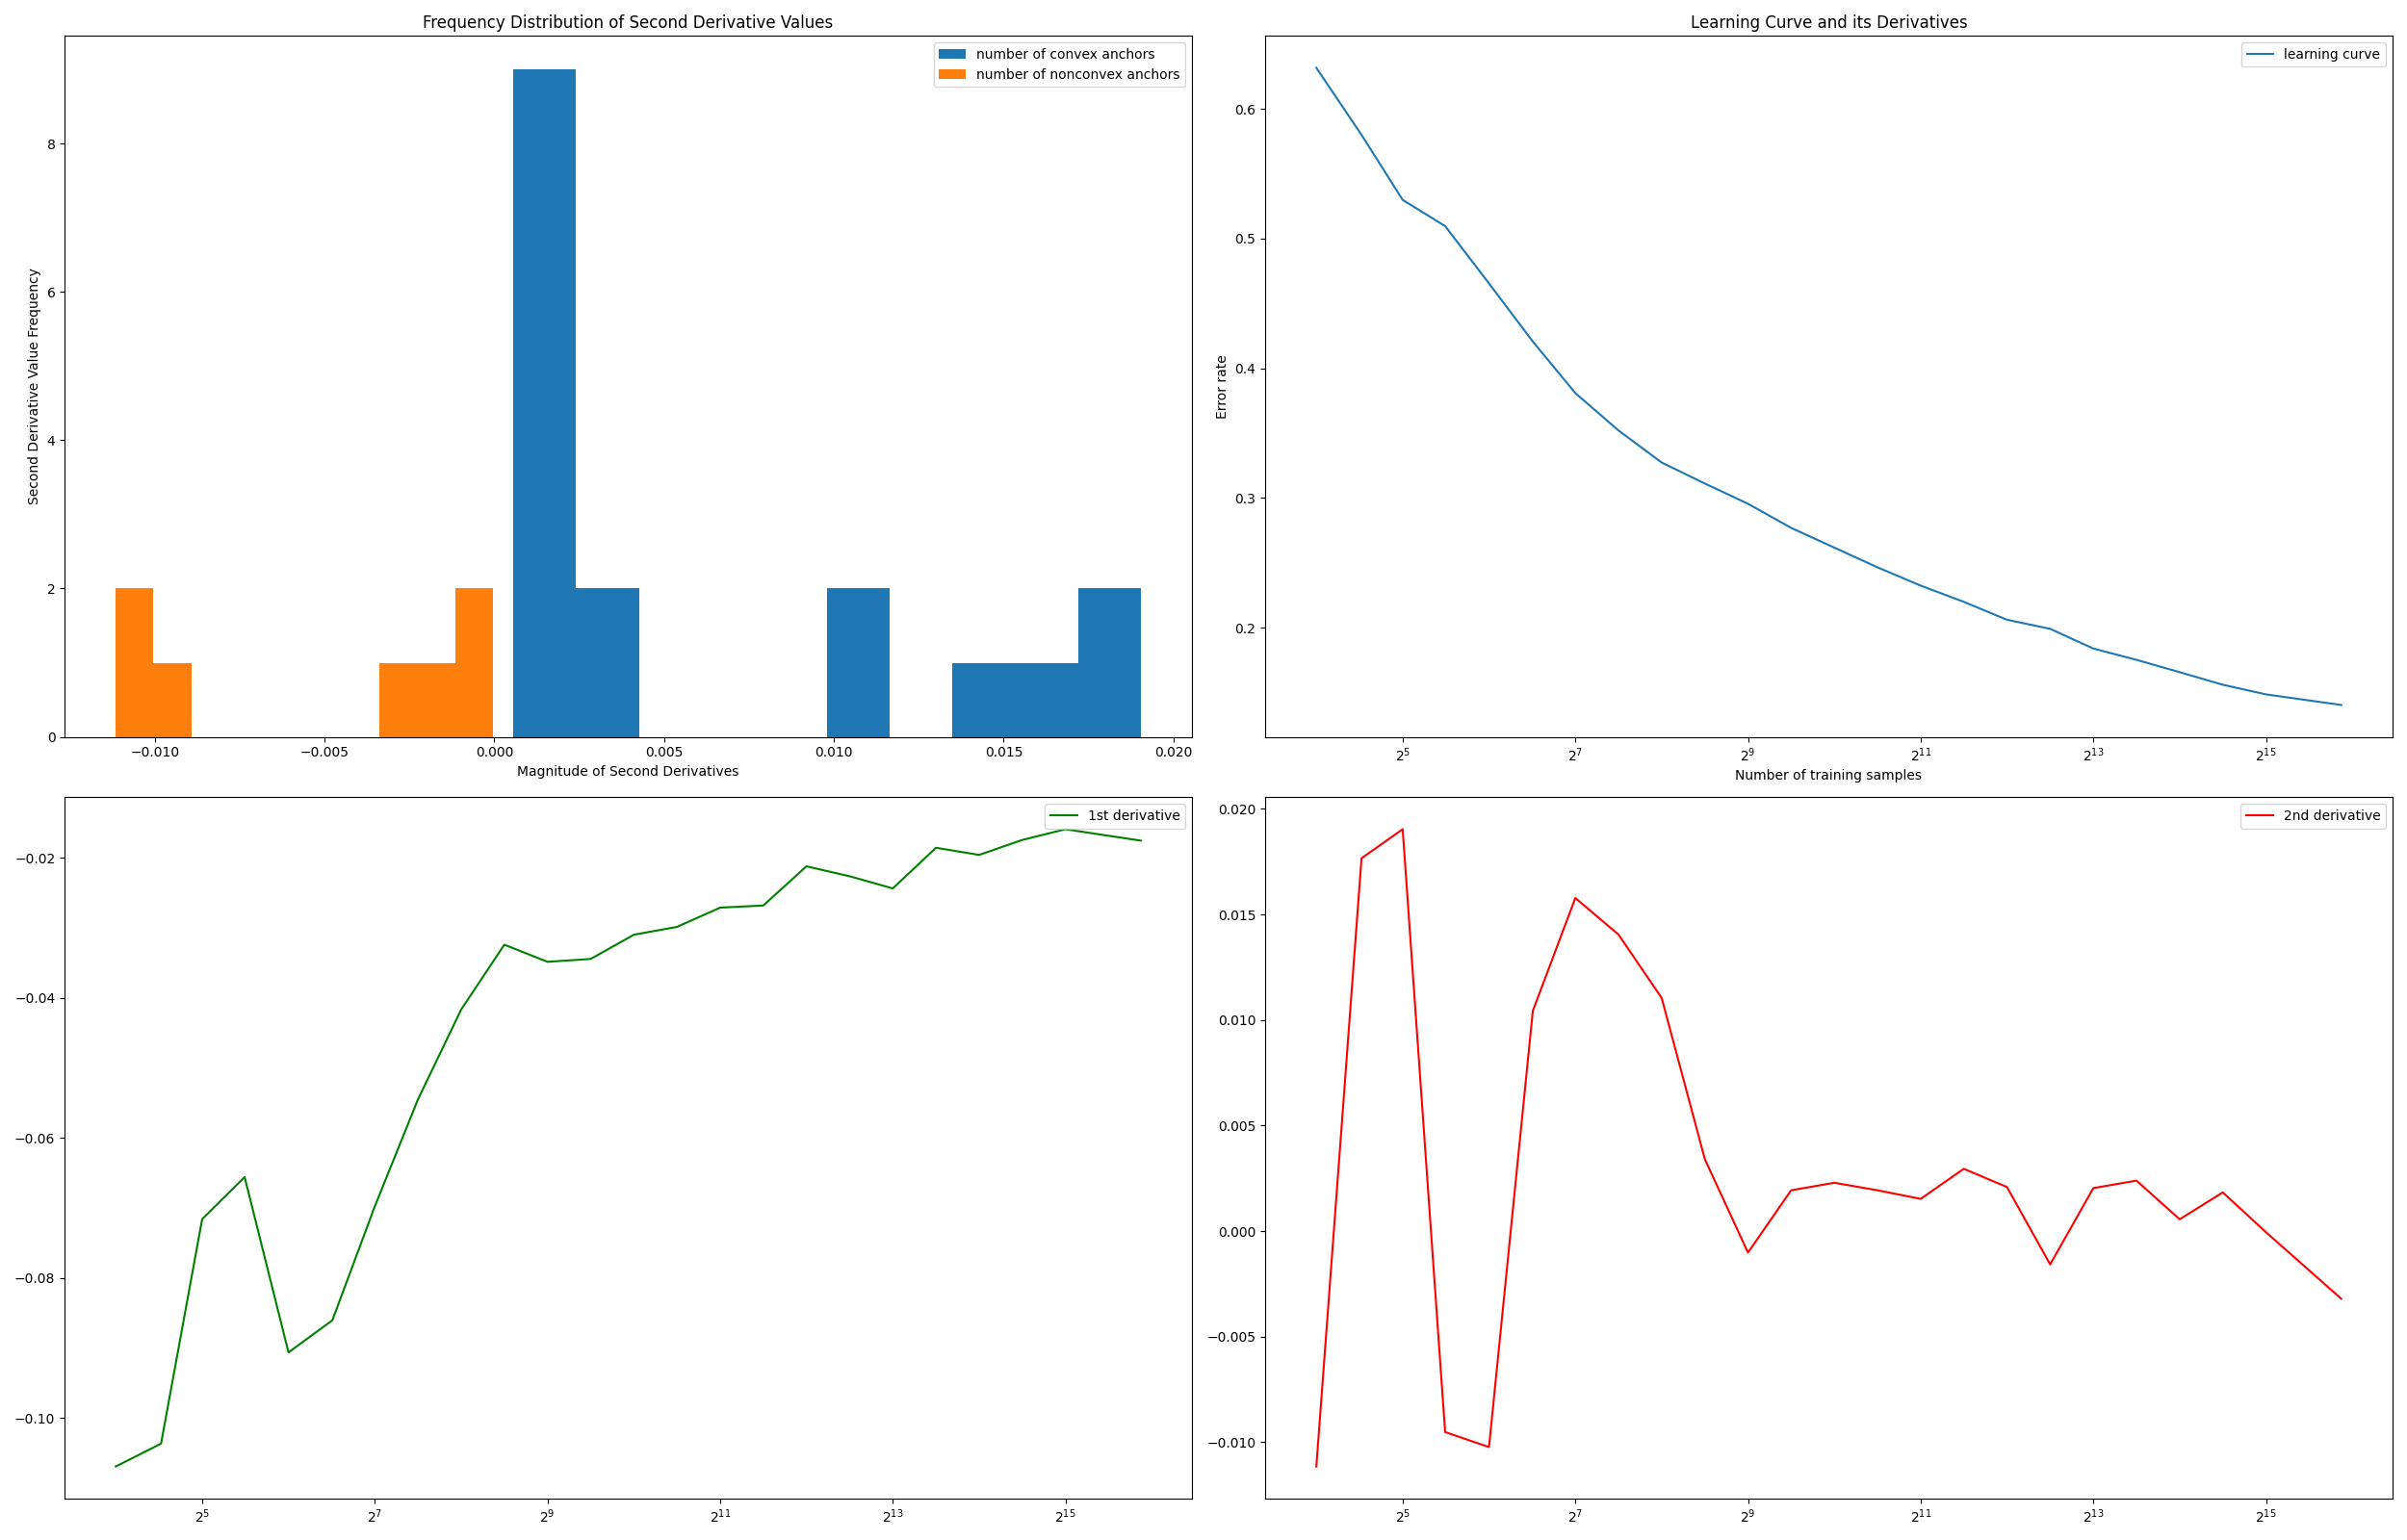 Frequency Distribution of Second Derivative Values
number of convex anchors
number of nonconvex anchors
Second Derivative Value Frequency
8
6
4
2
0
−0.010 −0.005 0.000 0.005 0.010 0.015 0.020
Magnitude of Second Derivatives
Learning Curve and its Derivatives
learning curve
Error rate
0.6
0.5
0.4
0.3
0.2
2^5 2^7 2^9 2^11 2^13 2^15
Number of training samples
1st derivative
−0.02
−0.04
−0.06
−0.08
−0.10
2^5 2^7 2^9 2^11 2^13 2^15
2nd derivative
0.020
0.015
0.010
0.005
0.000
−0.005
−0.010
2^5 2^7 2^9 2^11 2^13 2^15